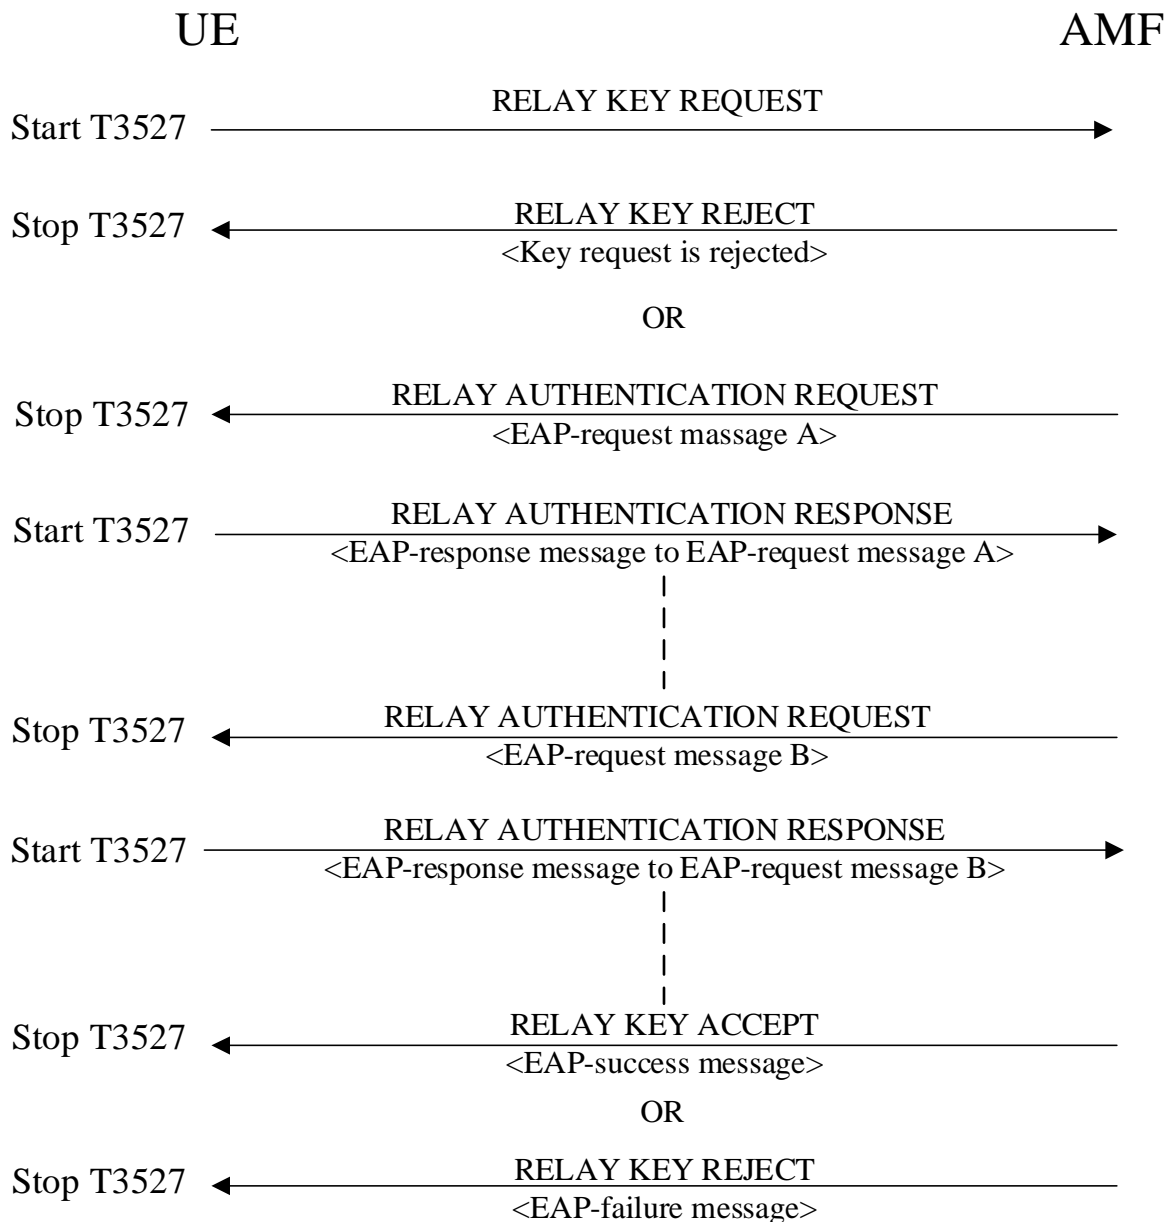 UE AMF
RELAY KEY REQUEST
Start T3527
RELAY KEY REJECT
Stop T3527
<Key request is rejected>
OR
RELAY AUTHENTICATION REQUEST
Stop T3527
<EAP-request massage A>
RELAY AUTHENTICATION RESPONSE
Start T3527
<EAP-response message to EAP-request message A>
RELAY AUTHENTICATION REQUEST
Stop T3527
<EAP-request message B>
RELAY AUTHENTICATION RESPONSE
Start T3527
<EAP-response message to EAP-request message B>
RELAY KEY ACCEPT
Stop T3527
<EAP-success message>
OR
RELAY KEY REJECT
Stop T3527
<EAP-failure message>